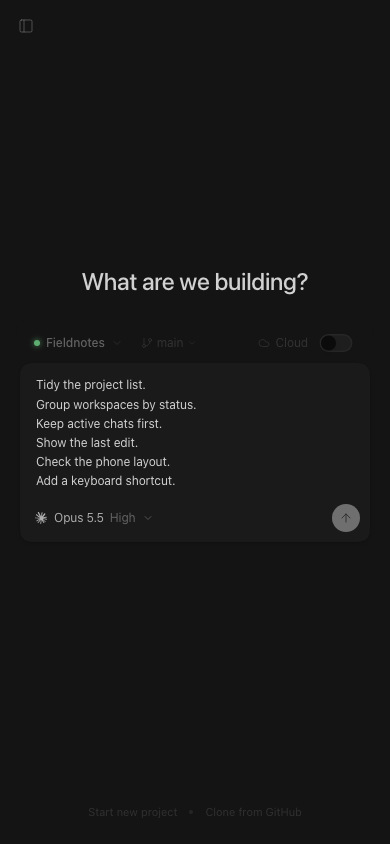 What are we building?
Fieldnotes main Cloud
Tidy the project list.
Group workspaces by status.
Keep active chats first.
Show the last edit.
Check the phone layout.
Add a keyboard shortcut.
Opus 5.5 High
Start new project • Clone from GitHub